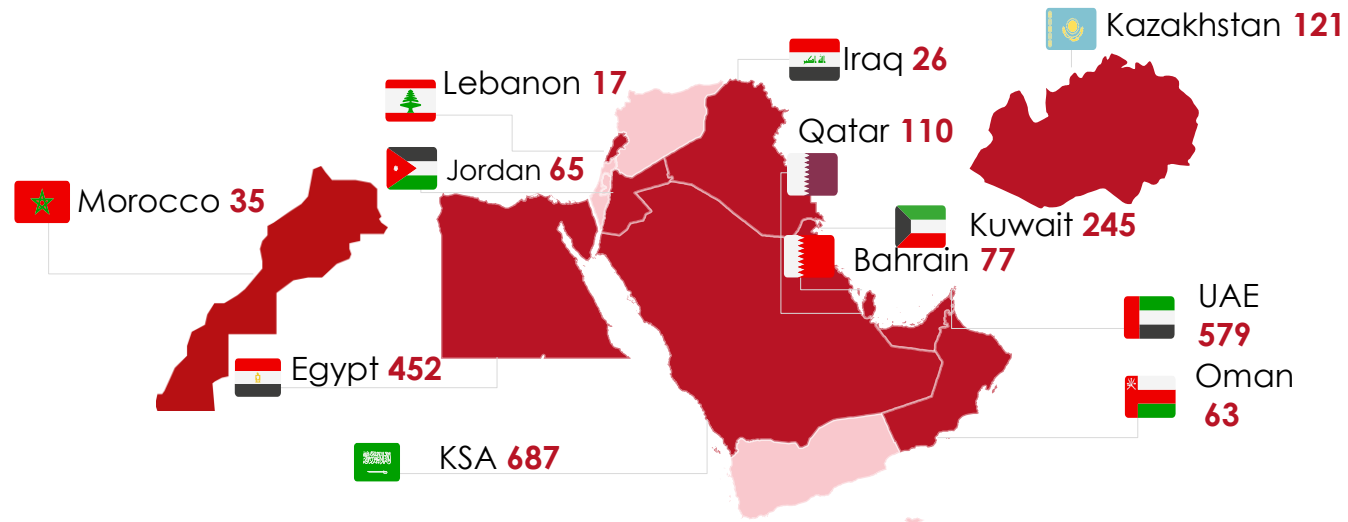 Kazakhstan 121
Iraq 26
Lebanon 17
Qatar 110
Jordan 65
Morocco 35
Kuwait 245
Bahrain 77
UAE
579
Egypt 452
Oman
63
KSA 687